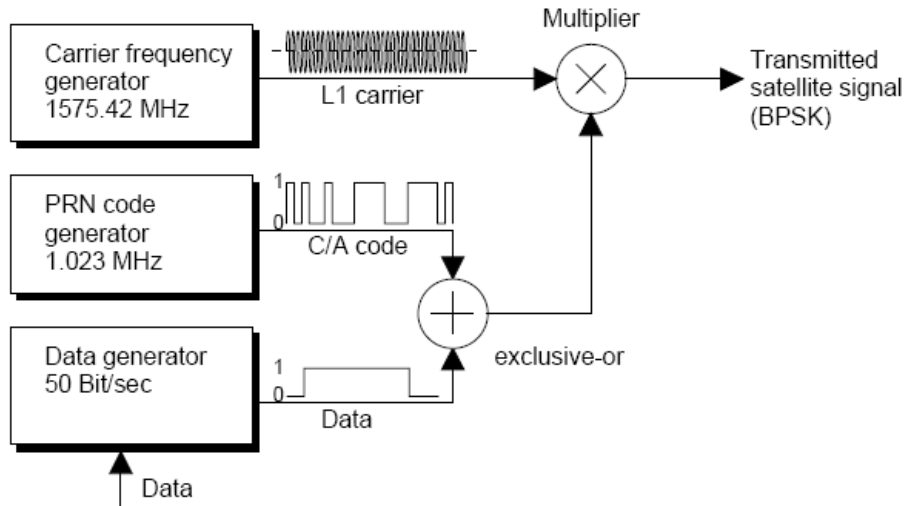 Multiplier
Carrier frequency
generator
1575.42 MHz
L1 carrier
Transmitted
satellite signal
(BPSK)
PRN code
generator
1.023 MHz
1
0
C/A code
Data generator
50 Bit/sec
1
0
Data
exclusive-or
Data